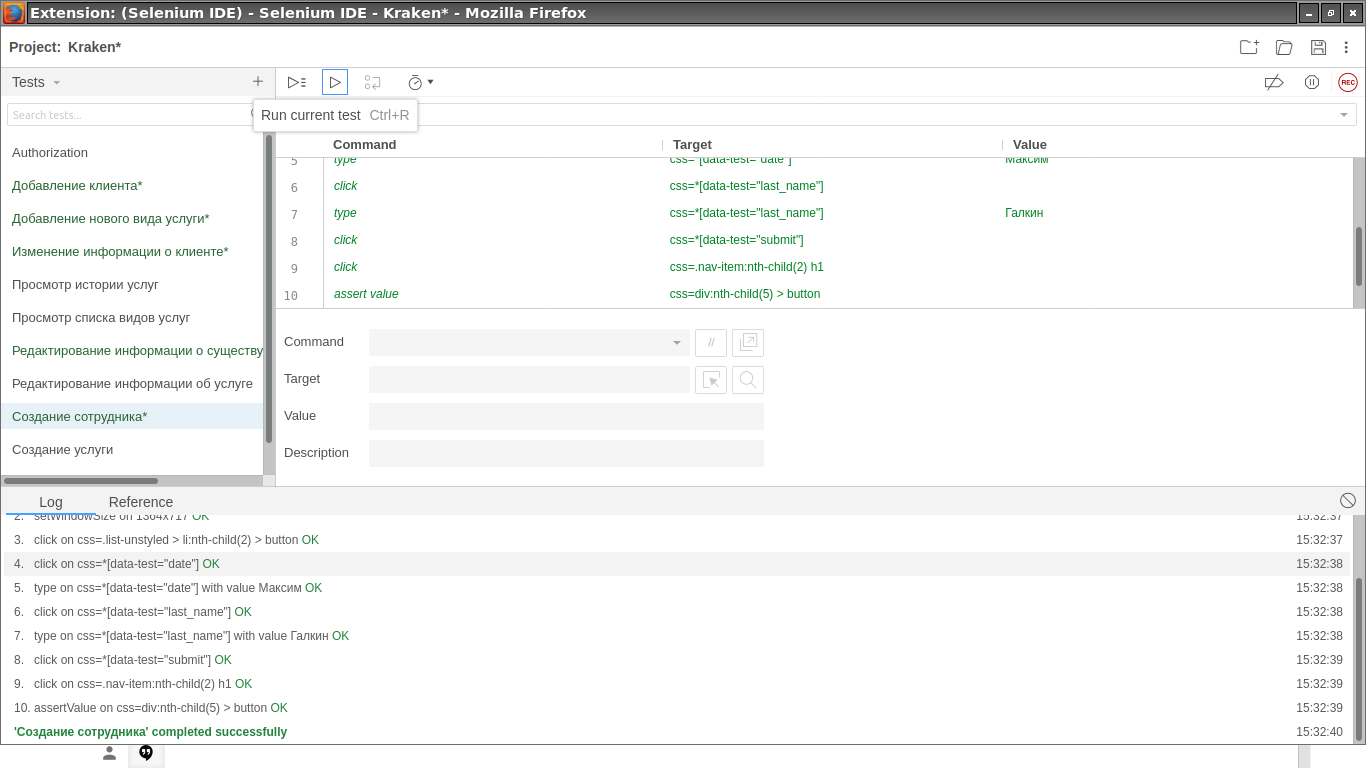 Extension: (Selenium IDE) - Selenium IDE - Kraken* - Mozilla Firefox
Project: Kraken*
Tests
REC
Search tests...
Run current test Ctrl+R
Command Target Value
Authorization
Добавление клиента*
Добавление нового вида услуги*
Изменение информации о клиенте*
Просмотр истории услуг
Просмотр списка видов услуг
Редактирование информации о существу
Редактирование информации об услуге
Создание сотрудника*
Создание услуги
5 type css=*[data-test="date"] Максим
6 click css=*[data-test="last_name"]
7 type css=*[data-test="last_name"] Галкин
8 click css=*[data-test="submit"]
9 click css=.nav-item:nth-child(2) h1
10 assert value css=div:nth-child(5) > button
Command //
Target
Value
Description
Log Reference
2. setWindowSize on 1364x717 OK 15:32:37
3. click on css=.list-unstyled > li:nth-child(2) > button OK 15:32:37
4. click on css=*[data-test="date"] OK 15:32:38
5. type on css=*[data-test="date"] with value Максим OK 15:32:38
6. click on css=*[data-test="last_name"] OK 15:32:38
7. type on css=*[data-test="last_name"] with value Галкин OK 15:32:38
8. click on css=*[data-test="submit"] OK 15:32:39
9. click on css=.nav-item:nth-child(2) h1 OK 15:32:39
10. assertValue on css=div:nth-child(5) > button OK 15:32:39
'Создание сотрудника' completed successfully 15:32:40